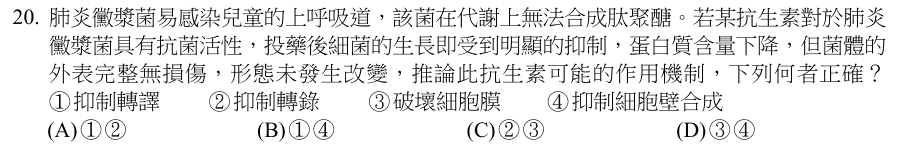 20. 肺炎黴漿菌易感染兒童的上呼吸道，該菌在代謝上無法合成肽聚醣。若某抗生素對於肺炎
黴漿菌具有抗菌活性，投藥後細菌的生長即受到明顯的抑制，蛋白質含量下降，但菌體的
外表完整無損傷，形態未發生改變，推論此抗生素可能的作用機制，下列何者正確？
①抑制轉譯 ②抑制轉錄 ③破壞細胞膜 ④抑制細胞壁合成
(A)①② (B)①④ (C)②③ (D)③④